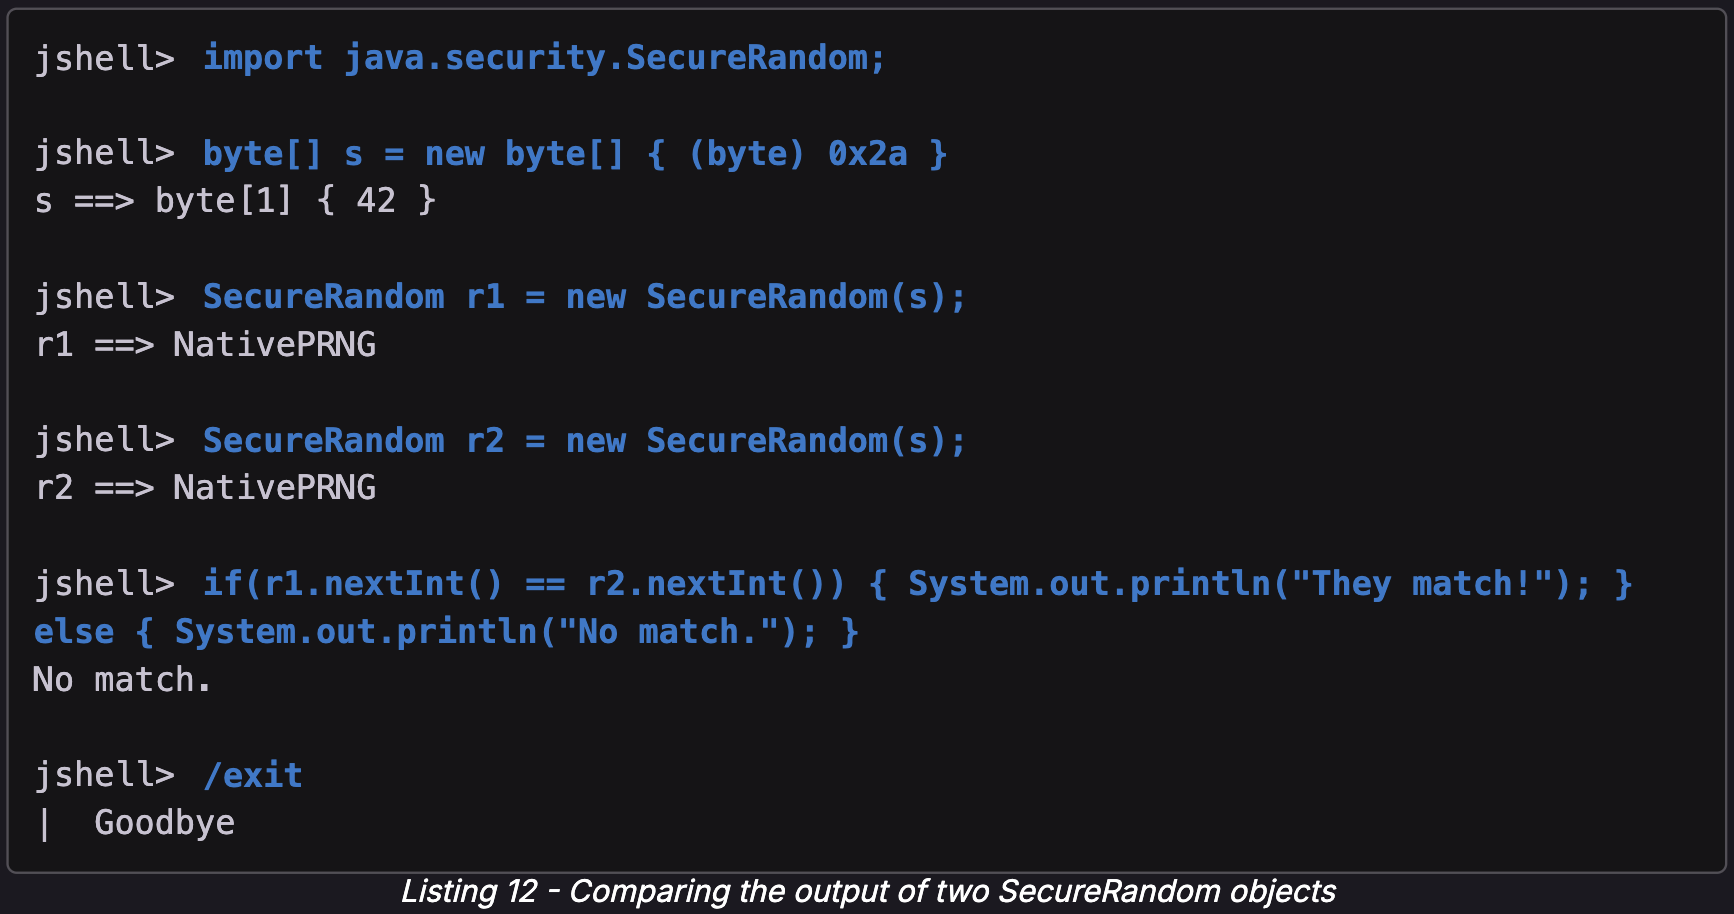 jshell> import java.security.SecureRandom;
jshell> byte[] s = new byte[] { (byte) 0x2a }
s ==> byte[1] { 42 }
jshell> SecureRandom r1 = new SecureRandom(s);
r1 ==> NativePRNG
jshell> SecureRandom r2 = new SecureRandom(s);
r2 ==> NativePRNG
jshell> if(r1.nextInt() == r2.nextInt()) { System.out.println("They match!"); }
else { System.out.println("No match."); }
No match.
jshell> /exit
|  Goodbye
Listing 12 - Comparing the output of two SecureRandom objects